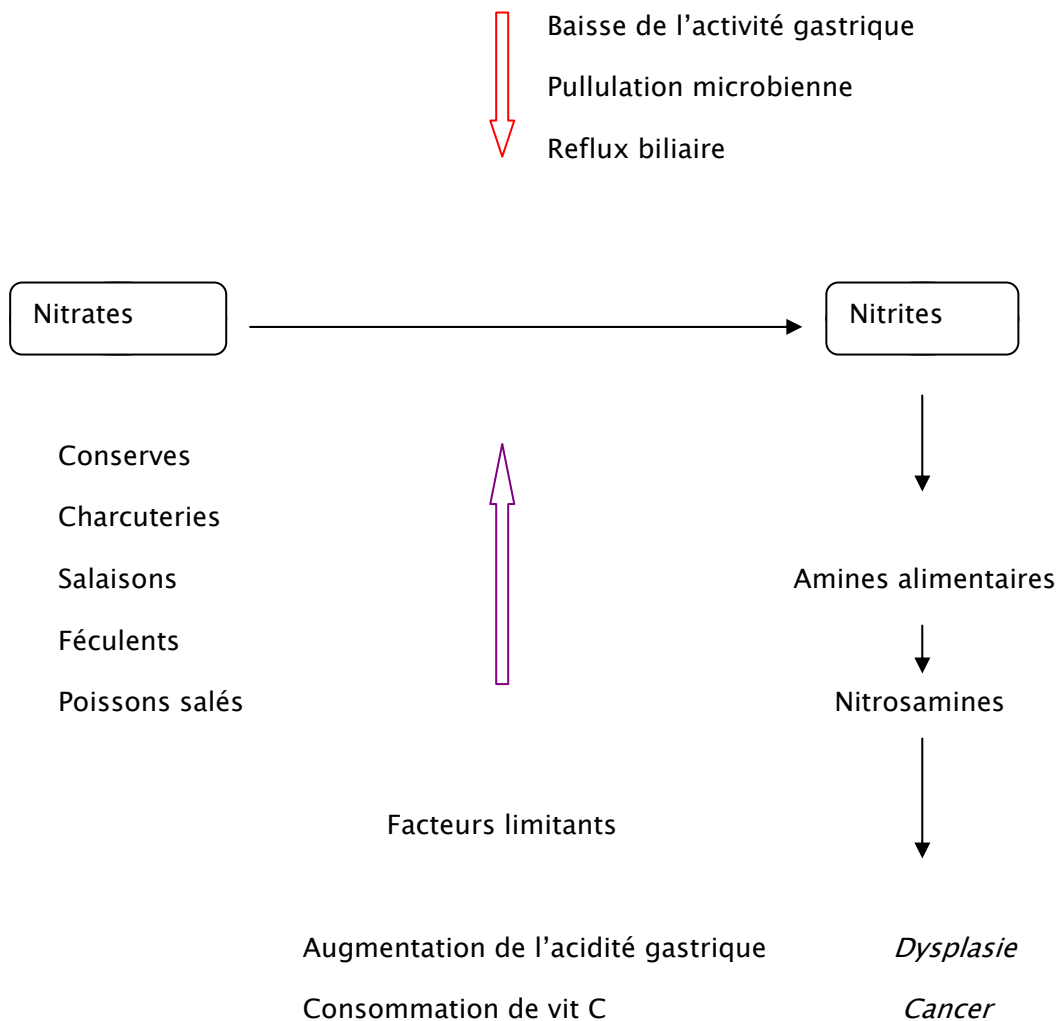 Baisse de l’activité gastrique
Pullulation microbienne
Reflux biliaire
Nitrates
Nitrites
Conserves
Charcuteries
Salaisons
Féculents
Poissons salés
Amines alimentaires
Nitrosamines
Facteurs limitants
Augmentation de l’acidité gastrique
Consommation de vit C
Dysplasie
Cancer